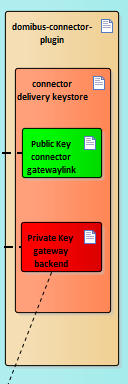 domibus-connector-
plugin
connector
delivery keystore
Public Key
connector
gatewaylink
Private Key
gateway
backend